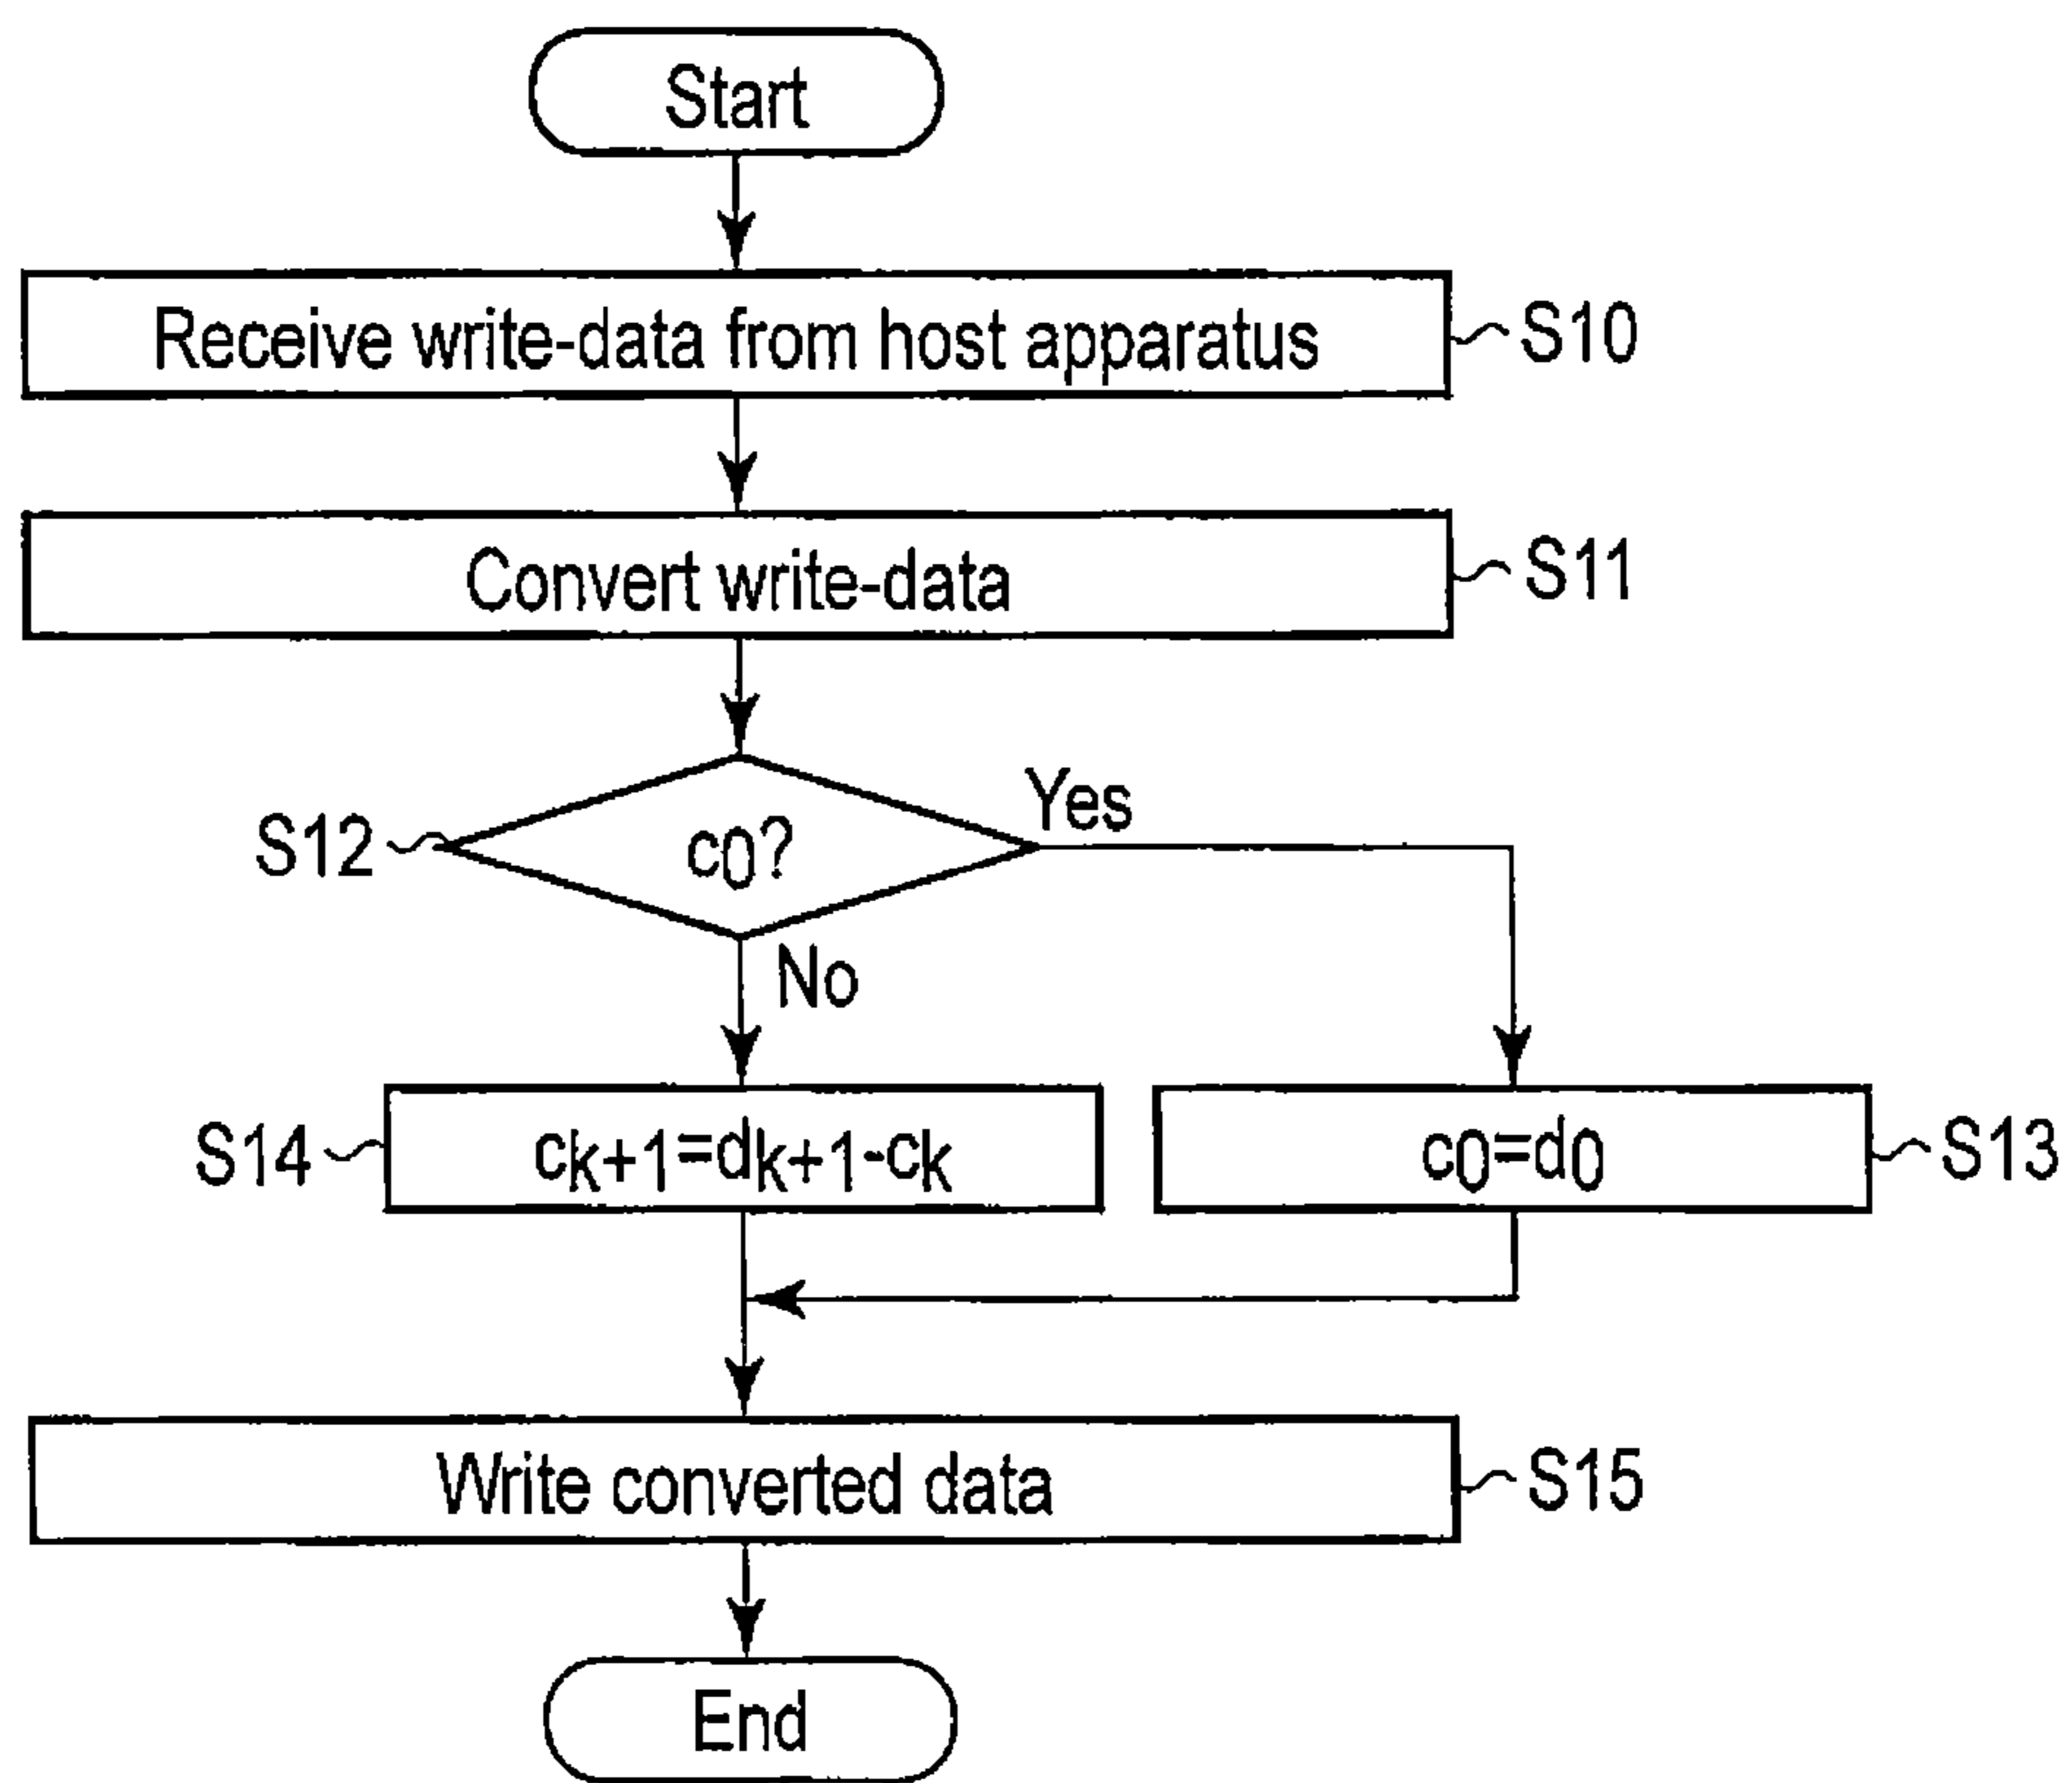 Start
Receive write-data from host apparatus S10
Convert write-data S11
S12 c0? Yes
No
S14 ck+1=dk+1-ck c0=d0 S13
Write converted data S15
End